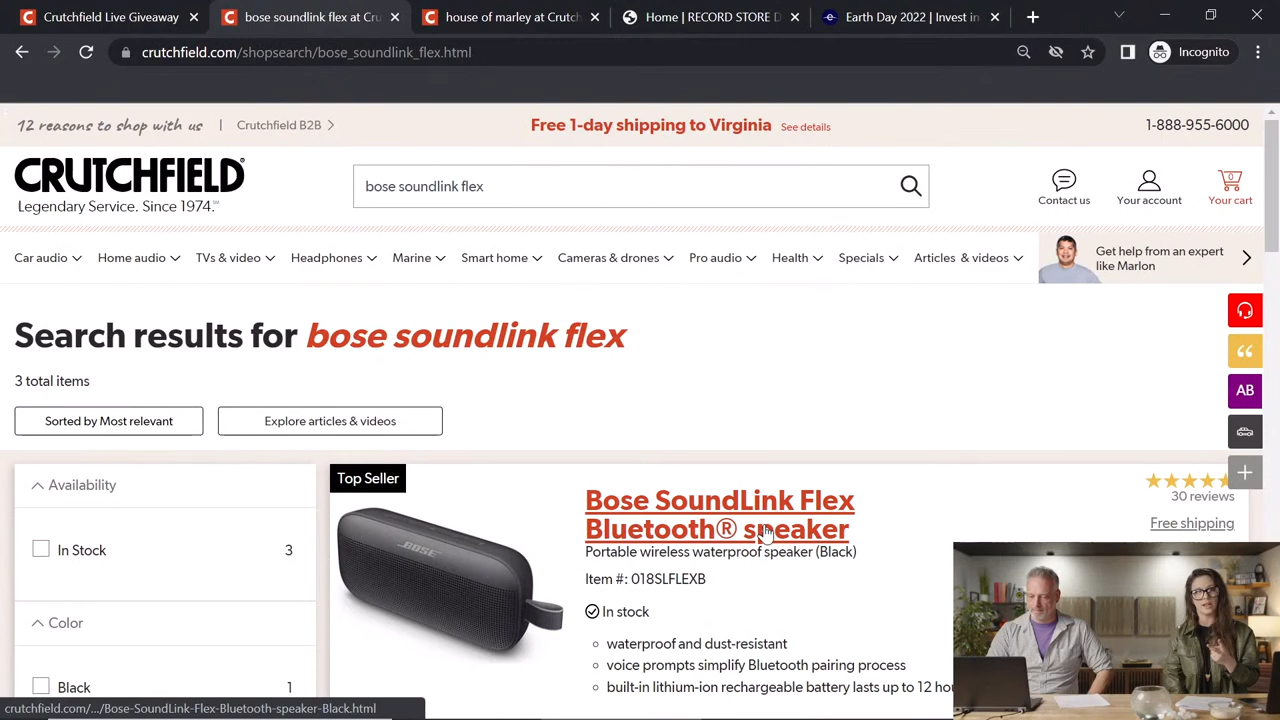 Crutchfield Live Giveaway
bose soundlink flex at Cru
house of marley at Crutch
Home | RECORD STORE D
Earth Day 2022 | Invest in
crutchfield.com/shopsearch/bose_soundlink_flex.html
Incognito
12 reasons to shop with us | Crutchfield B2B
Free 1-day shipping to Virginia See details
1-888-955-6000
CRUTCHFIELD
Legendary Service. Since 1974.
bose soundlink flex
Contact us
Your account
0
Your cart
Car audio Home audio TVs & video Headphones Marine Smart home Cameras & drones Pro audio Health Specials Articles & videos
Get help from an expert
like Marlon
Search results for bose soundlink flex
3 total items
Sorted by Most relevant
Explore articles & videos
AB
Availability
In Stock 3
Color
Black 1
Top Seller
BOSE
Bose SoundLink Flex
Bluetooth® speaker
Portable wireless waterproof speaker (Black)
Item #: 018SLFLEXB
In stock
waterproof and dust-resistant
voice prompts simplify Bluetooth pairing process
built-in lithium-ion rechargeable battery lasts up to 12 hou
30 reviews
Free shipping
crutchfield.com/.../Bose-SoundLink-Flex-Bluetooth-speaker-Black.html